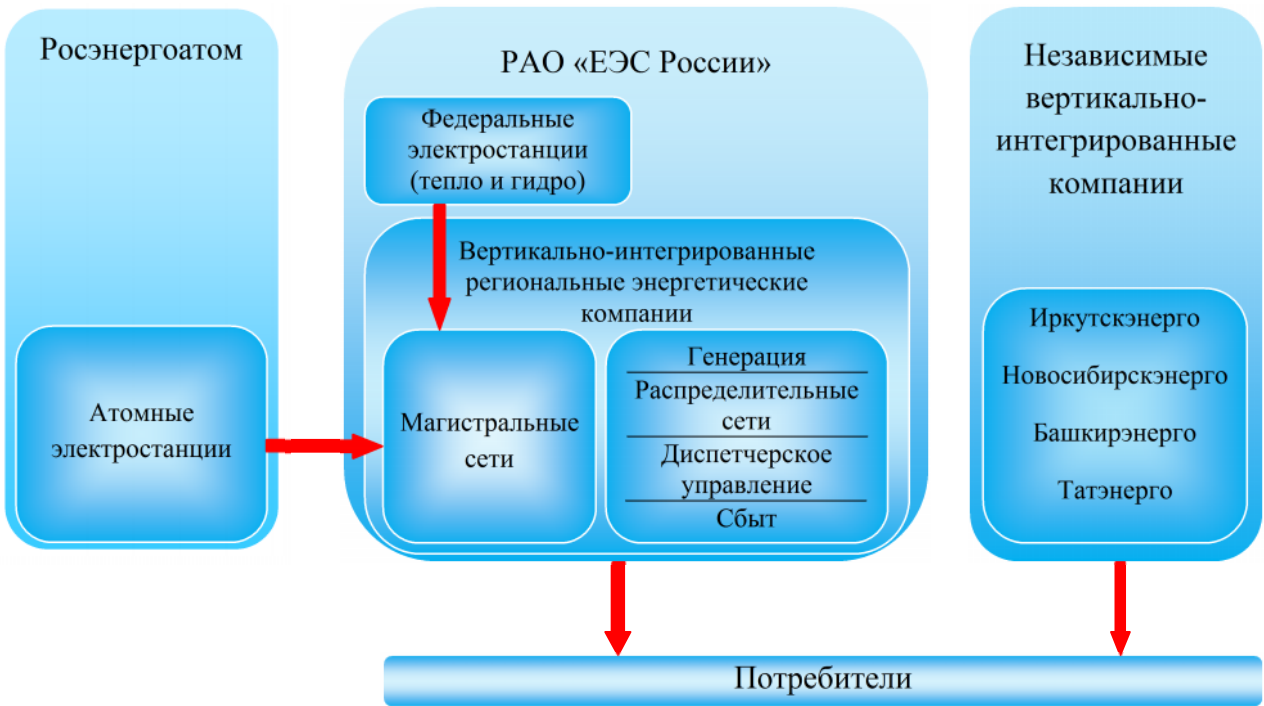 Росэнергоатом
Атомные
электростанции
РАО «ЕЭС России»
Федеральные
электростанции
(тепло и гидро)
Вертикально-интегрированные
региональные энергетические
компании
Магистральные
сети
Генерация
Распределительные
сети
Диспетчерское
управление
Сбыт
Независимые
вертикально-
интегрированные
компании
Иркутскэнерго
Новосибирскэнерго
Башкирэнерго
Татэнерго
Потребители